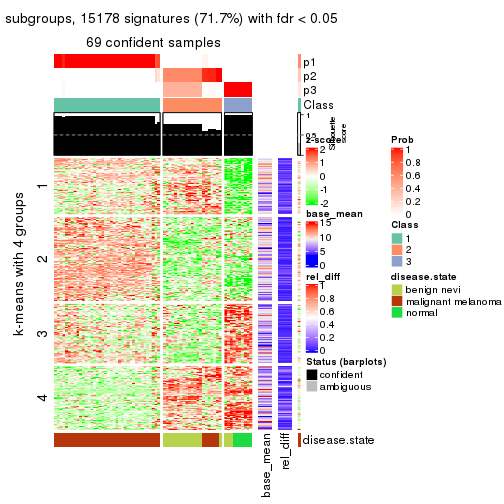 subgroups, 15178 signatures (71.7%) with fdr < 0.05
69 confident samples
p1
p2
p3
Class
1
0.5
Silhouette
score
k-means with 4 groups
1
2
3
4
z-score
2
1
0
-1
-2
base_mean
15
10
5
0
rel_diff
1
0.8
0.6
0.4
0.2
0
Status (barplots)
confident
ambiguous
Prob
1
0.8
0.6
0.4
0.2
0
Class
1
2
3
disease.state
benign nevi
malignant melanoma
normal
disease.state
base_mean
rel_diff